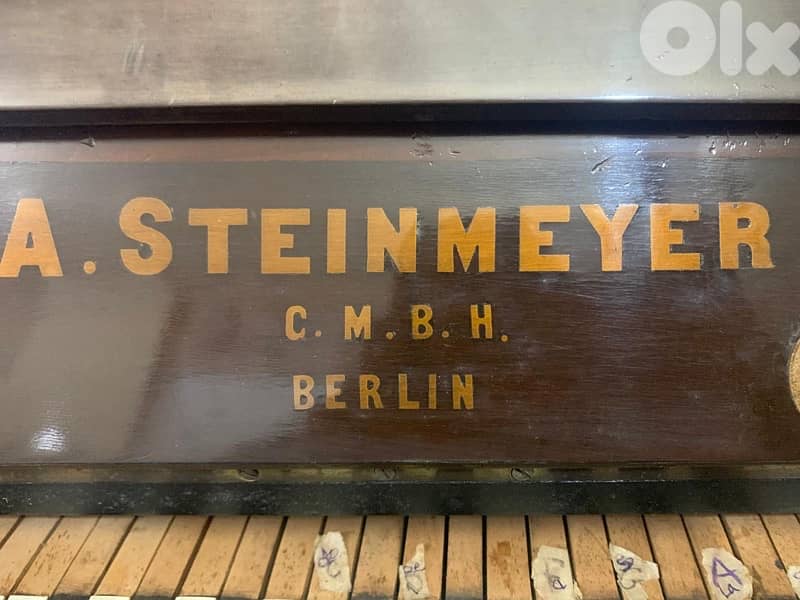 Olx
A. STEINMEYER
C. M. B. H.
BERLIN